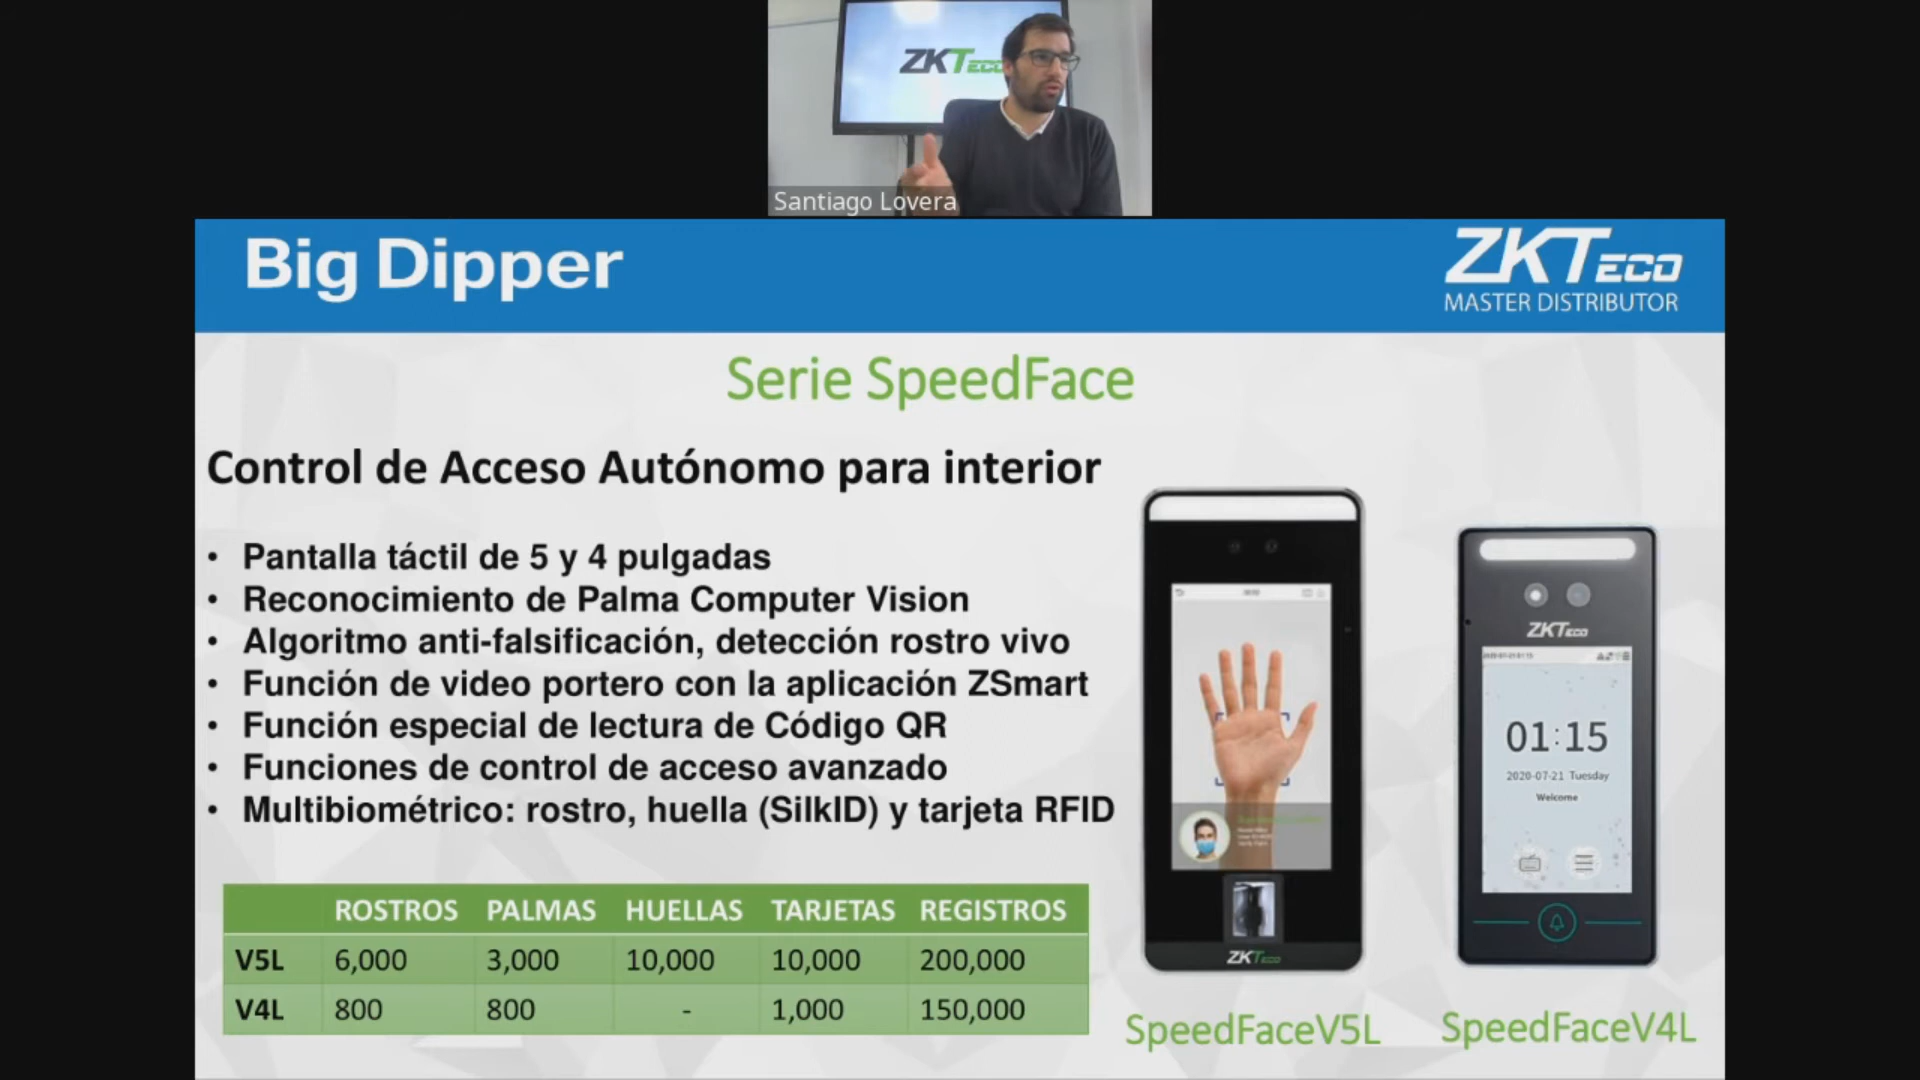 ZKTeco
Santiago Lovera
Big Dipper
ZKTeco
MASTER DISTRIBUTOR
Serie SpeedFace
Control de Acceso Autónomo para interior
• Pantalla táctil de 5 y 4 pulgadas
• Reconocimiento de Palma Computer Vision
• Algoritmo anti-falsificación, detección rostro vivo
• Función de video portero con la aplicación ZSmart
• Función especial de lectura de Código QR
• Funciones de control de acceso avanzado
• Multibiométrico: rostro, huella (SilkID) y tarjeta RFID
ROSTROS PALMAS HUELLAS TARJETAS REGISTROS
V5L 6,000 3,000 10,000 10,000 200,000
V4L 800 800 - 1,000 150,000
ZKTeco
SpeedFaceV5L
ZKTeco
01:15
2020-07-21 Tuesday
Welcome
SpeedFaceV4L